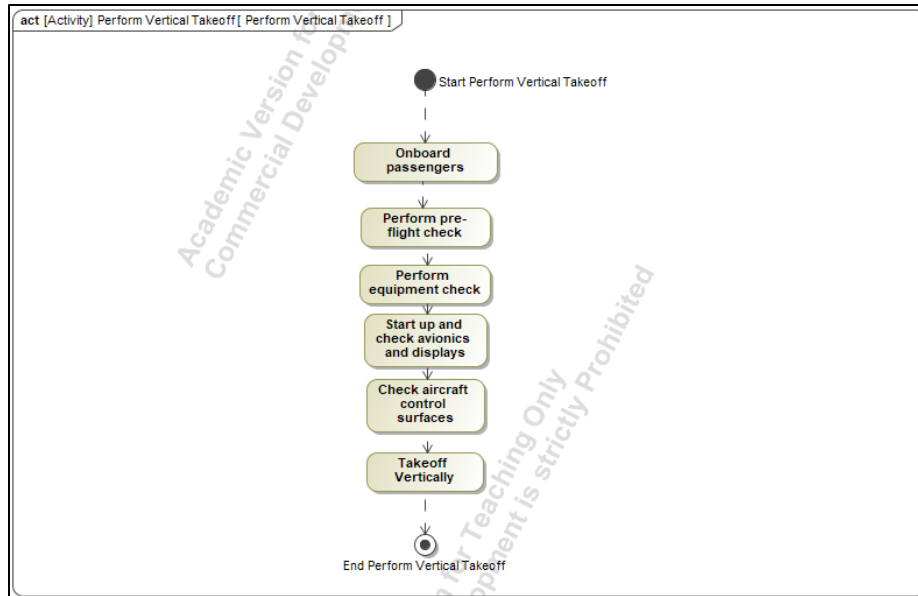 act [Activity] Perform Vertical Takeoff[ Perform Vertical Takeoff ]
Start Perform Vertical Takeoff
Onboard
passengers
Perform pre-
flight check
Perform
equipment check
Start up and
check avionics
and displays
Check aircraft
control
surfaces
Takeoff
Vertically
End Perform Vertical Takeoff
Academic Version for
Commercial Developm
for Teaching Only
opment is strictly Prohibited